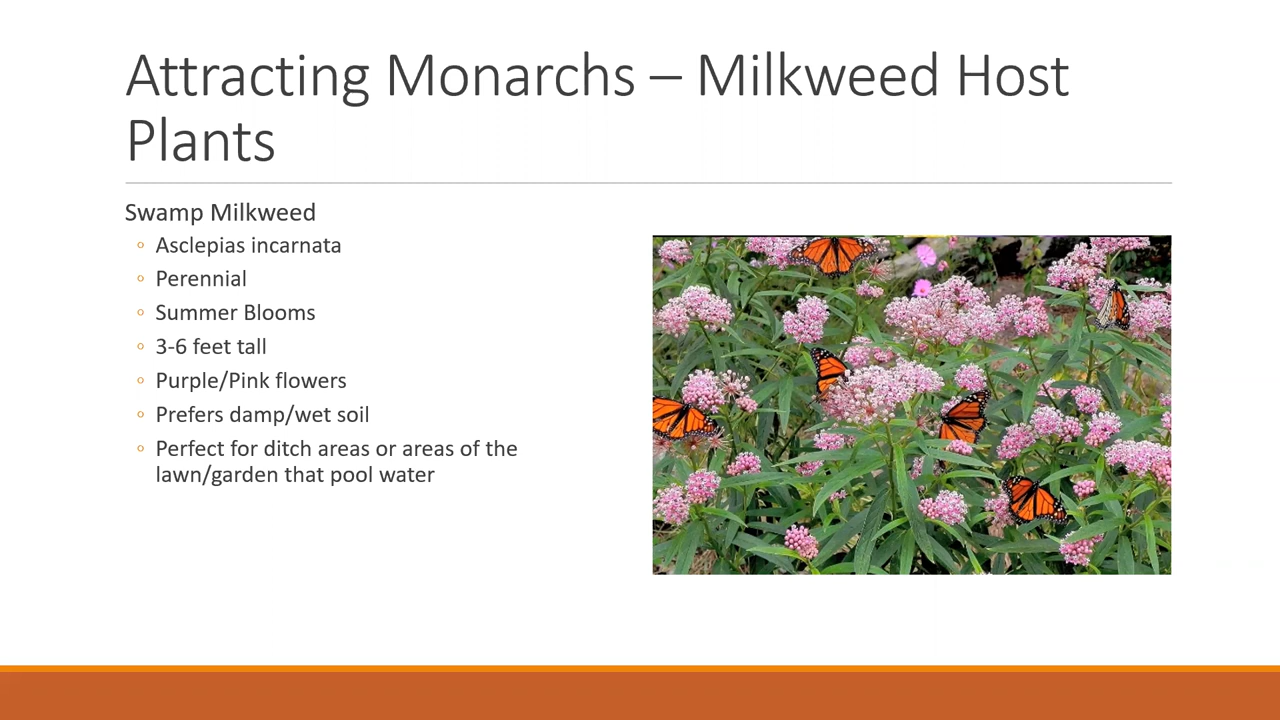 Attracting Monarchs – Milkweed Host
Plants
Swamp Milkweed
◦ Asclepias incarnata
◦ Perennial
◦ Summer Blooms
◦ 3-6 feet tall
◦ Purple/Pink flowers
◦ Prefers damp/wet soil
◦ Perfect for ditch areas or areas of the
lawn/garden that pool water